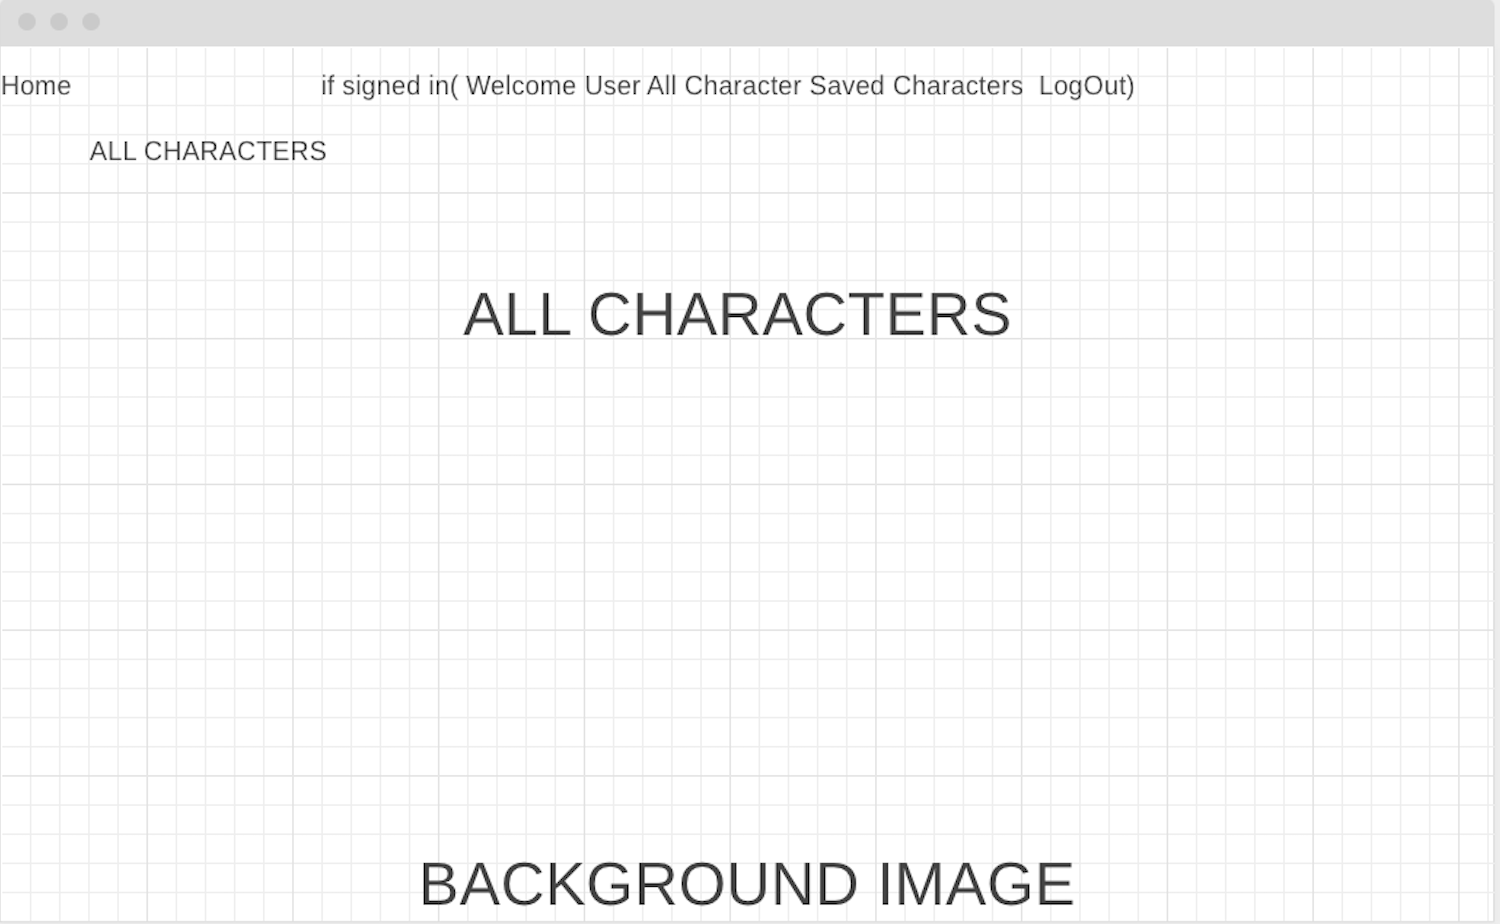 Home if signed in( Welcome User All Character Saved Characters  LogOut)
ALL CHARACTERS
ALL CHARACTERS
BACKGROUND IMAGE